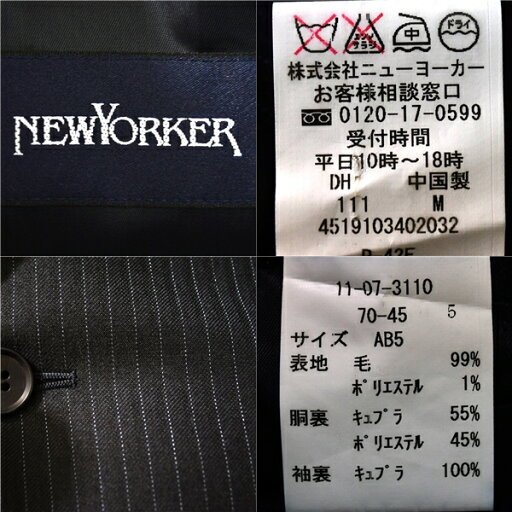 NEWYORKER
中 ドライ
株式会社ニューヨーカー
お客様相談窓口
0120-17-0599
受付時間
平日10時～18時
DH 中国製
111 M
4519103402032
11-07-3110
70-45 5
サイズ AB5
表地 毛 99%
ポリエステル 1%
胴裏 キュプラ 55%
ポリエステル 45%
袖裏 キュプラ 100%